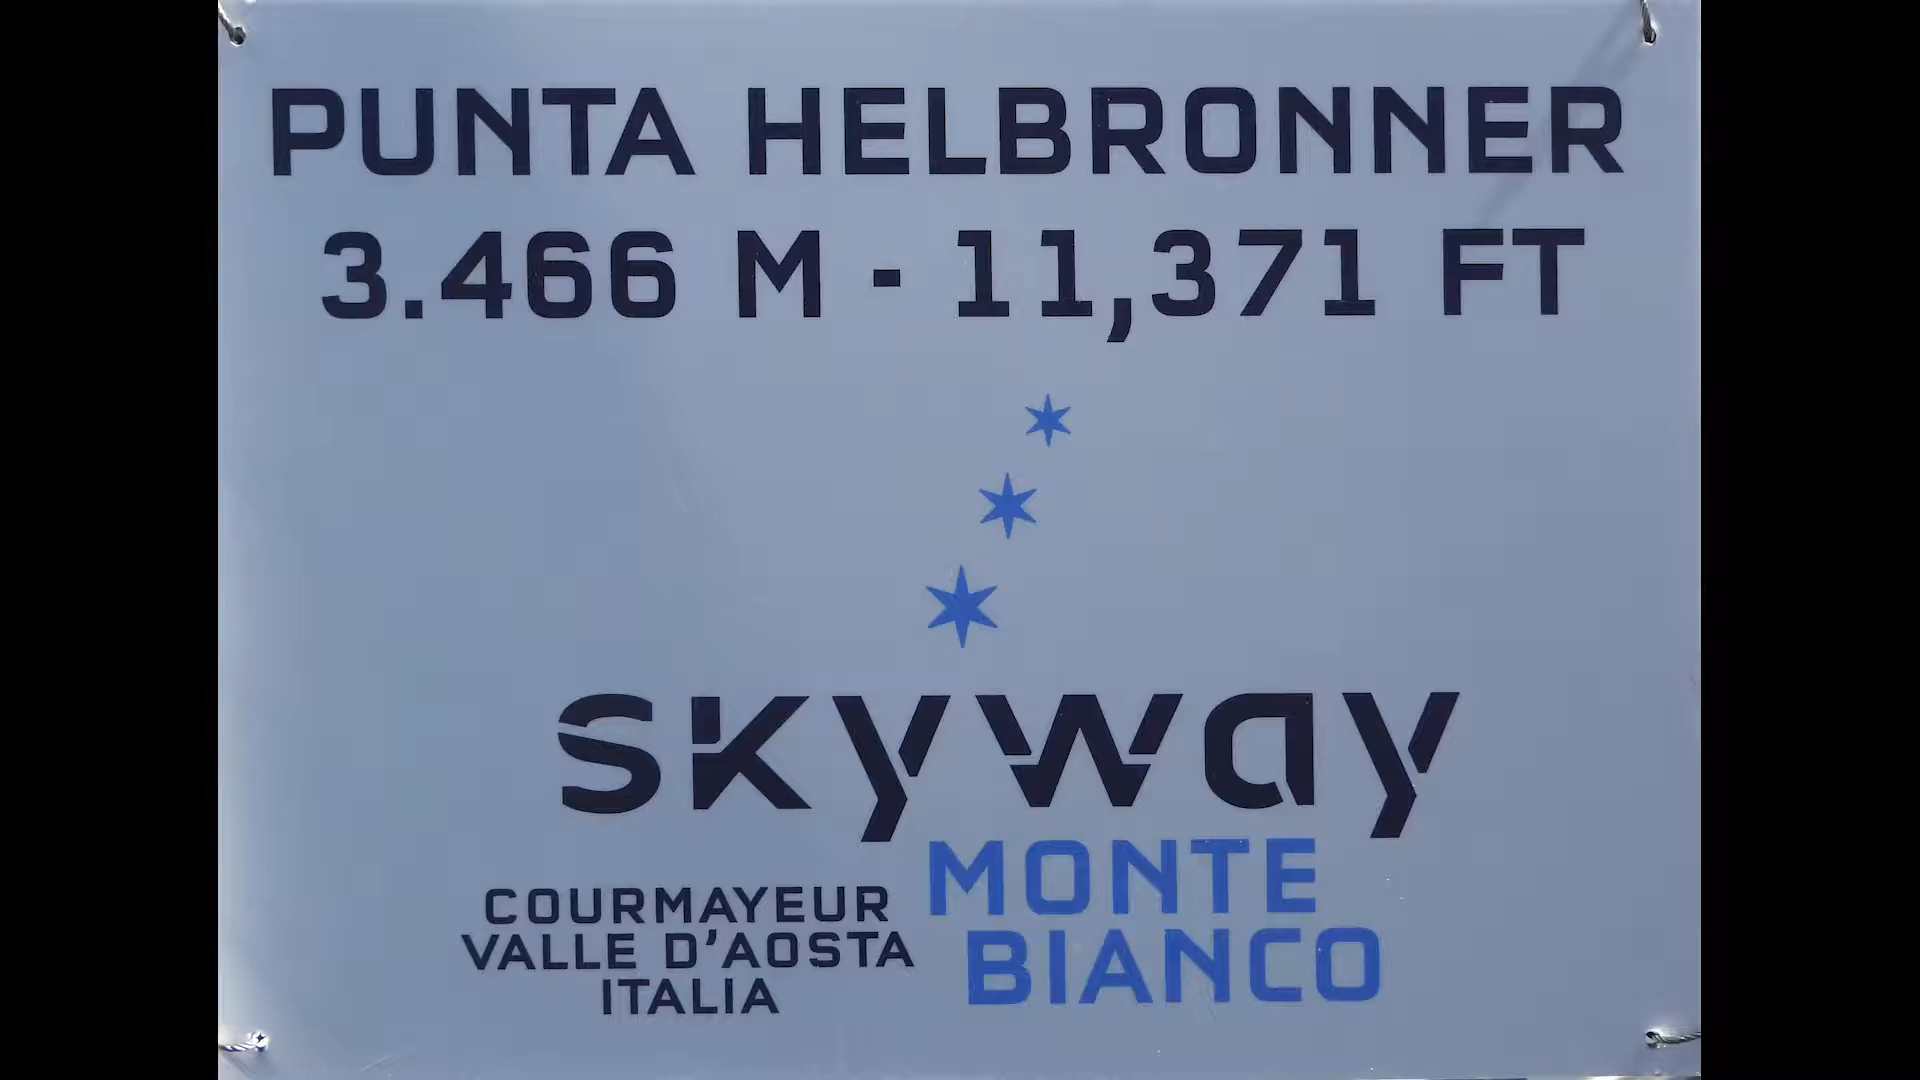 PUNTA HELBRONNER
3.466 M - 11,371 FT
SKYWAY
MONTE
BIANCO
COURMAYEUR
VALLE D'AOSTA
ITALIA